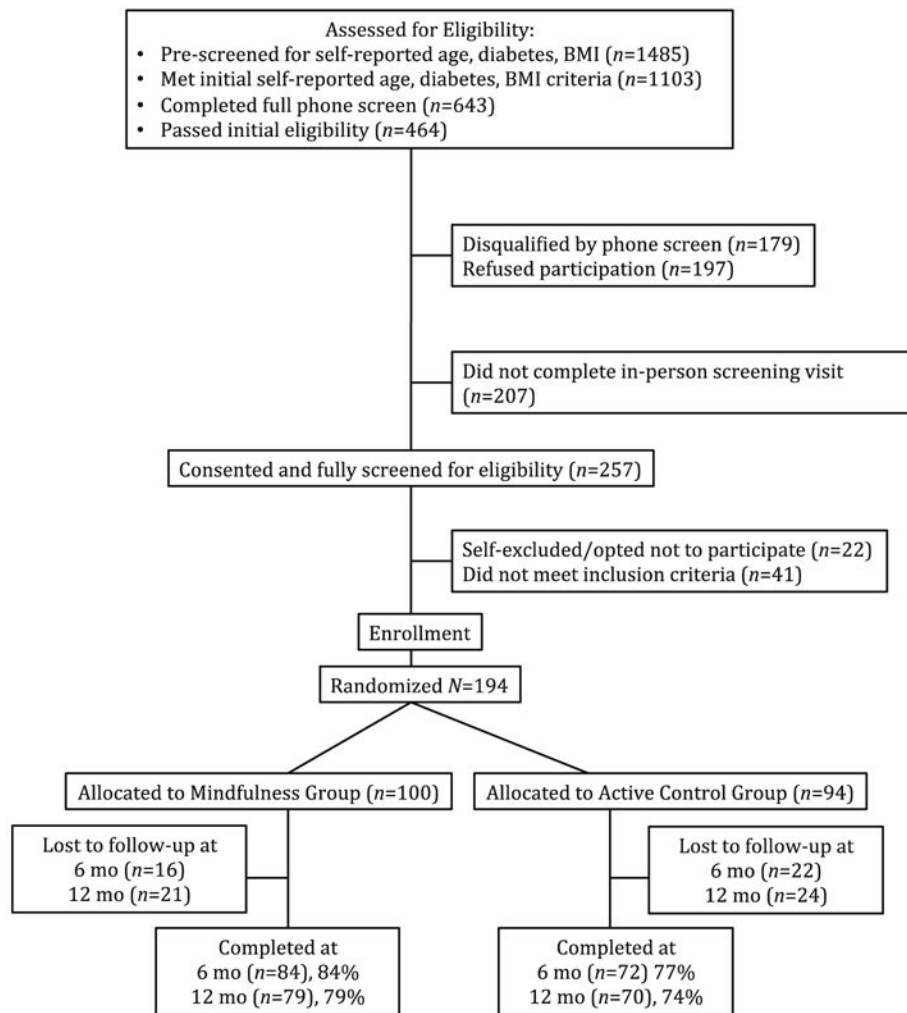 Assessed for Eligibility:
• Pre-screened for self-reported age, diabetes, BMI (n=1485)
• Met initial self-reported age, diabetes, BMI criteria (n=1103)
• Completed full phone screen (n=643)
• Passed initial eligibility (n=464)
Disqualified by phone screen (n=179)
Refused participation (n=197)
Did not complete in-person screening visit
(n=207)
Consented and fully screened for eligibility (n=257)
Self-excluded/opted not to participate (n=22)
Did not meet inclusion criteria (n=41)
Enrollment
Randomized N=194
Allocated to Mindfulness Group (n=100)
Allocated to Active Control Group (n=94)
Lost to follow-up at
6 mo (n=16)
12 mo (n=21)
Lost to follow-up at
6 mo (n=22)
12 mo (n=24)
Completed at
6 mo (n=84), 84%
12 mo (n=79), 79%
Completed at
6 mo (n=72) 77%
12 mo (n=70), 74%